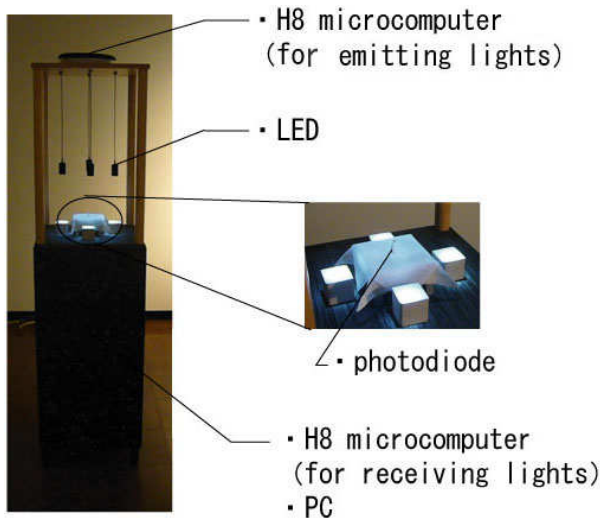 ・H8 microcomputer
(for emitting lights)
・LED
・photodiode
・H8 microcomputer
(for receiving lights)
・PC